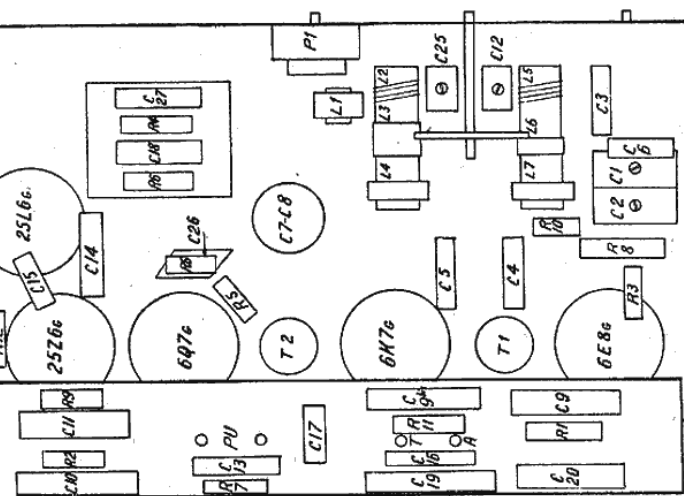 P1
C25
C12
L1
L2
L3
L4
L5
L6
L7
C3
C6
C1
C2
C27
R4
C18
R6
25L6G
C14
C15
C26
R5
C7-C8
C5
C4
R10
R8
R3
25Z6G
6Q7G
T2
6K7G
T1
6E8G
R9
C11
R2
C10
PU
C13
R7
C17
C9bis
R11
T
A
C16
C19
C9
R1
C20